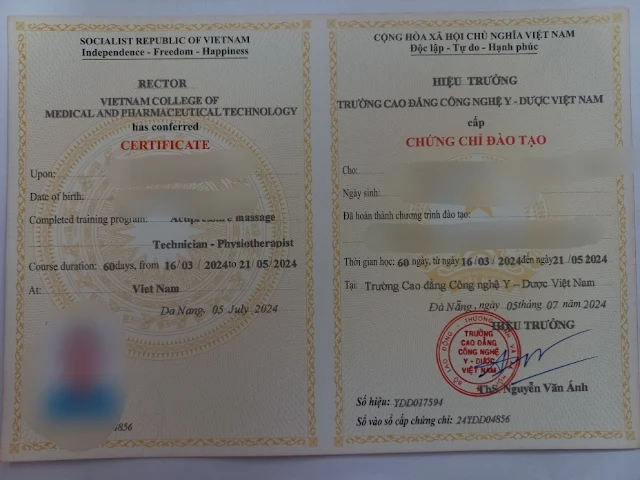 SOCIALIST REPUBLIC OF VIETNAM
Independence - Freedom - Happiness
RECTOR
VIETNAM COLLEGE OF
MEDICAL AND PHARMACEUTICAL TECHNOLOGY
has conferred
CERTIFICATE
Upon:
Date of birth:
Completed training program: Acupressure massage
Technician - Physiotherapist
Course duration: 60days, from 16/03/2024to 21/05/2024
At: Viet Nam
Da Nang, 05 July 2024
4856
CỘNG HÒA XÃ HỘI CHỦ NGHĨA VIỆT NAM
Độc lập - Tự do - Hạnh phúc
HIỆU TRƯỞNG
TRƯỜNG CAO ĐẲNG CÔNG NGHỆ Y - DƯỢC VIỆT NAM
cấp
CHỨNG CHỈ ĐÀO TẠO
Cho:
Ngày sinh:
Đã hoàn thành chương trình đào tạo:
Thời gian học: 60 ngày, từ ngày 16/03/2024đến ngày21/05 2024
Tại: Trường Cao đẳng Công nghệ Y - Dược Việt Nam
Đà Nẵng, ngày 05tháng 07 năm 2024
HIỆU TRƯỞNG
TRƯỜNG
CAO ĐẲNG
CÔNG NGHỆ
Y - DƯỢC
VIỆT NAM
ThS Nguyễn Văn Ánh
Số hiệu: YDD017594
Số vào sổ cấp chứng chỉ: 24YDD04856